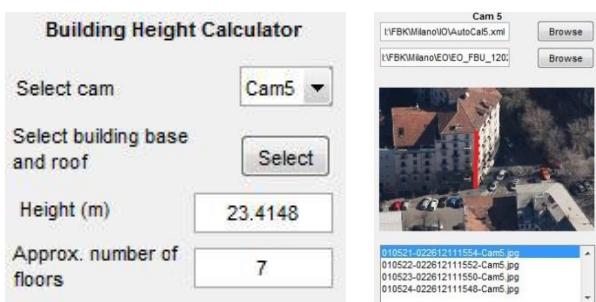 Building Height Calculator
Select cam
Cam5
Select building base
and roof
Select
Height (m)
23.4148
Approx. number of
floors
7
Cam 5
I:\FBK\Milano\IO\AutoCal5.xml
Browse
I:\FBK\Milano\EO\EO_FBU_120:
Browse
010521-022612111554-Cam5.jpg
010522-022612111552-Cam5.jpg
010523-022612111550-Cam5.jpg
010524-022612111548-Cam5.jpg